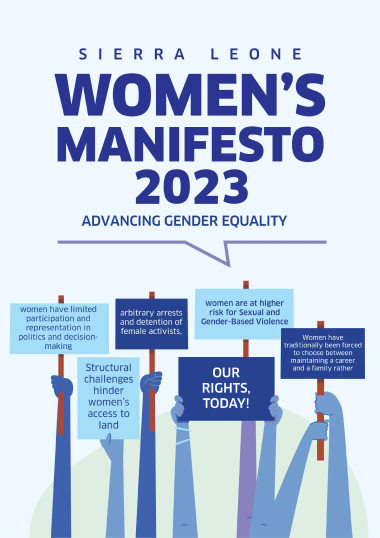 SIERRA LEONE
WOMEN'S
MANIFESTO
2023
ADVANCING GENDER EQUALITY
women have limited
participation and
representation in
politics and decision-
making
arbitrary arrests
and detention of
female activists,
women are at higher
risk for Sexual and
Gender-Based Violence
Women have
traditionally been forced
to choose between
maintaining a career
and a family rather
Structural
challenges
hinder
women's
access to
land
OUR
RIGHTS,
TODAY!